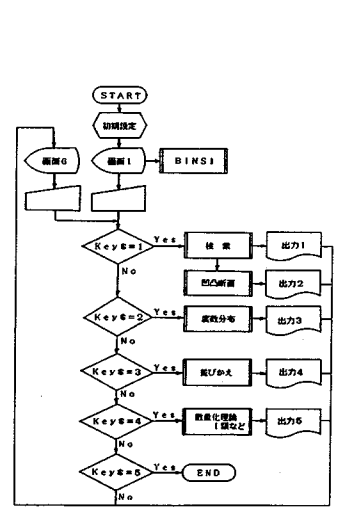 START
初期設定
画面6
画面1
BINS1
Key$=1
Yes
検 索
出力1
No
凹凸断面
出力2
Key$=2
Yes
度数分布
出力3
No
Key$=3
Yes
並びかえ
出力4
No
Key$=4
Yes
数量化理論
I類など
出力5
No
Key$=5
Yes
END
No